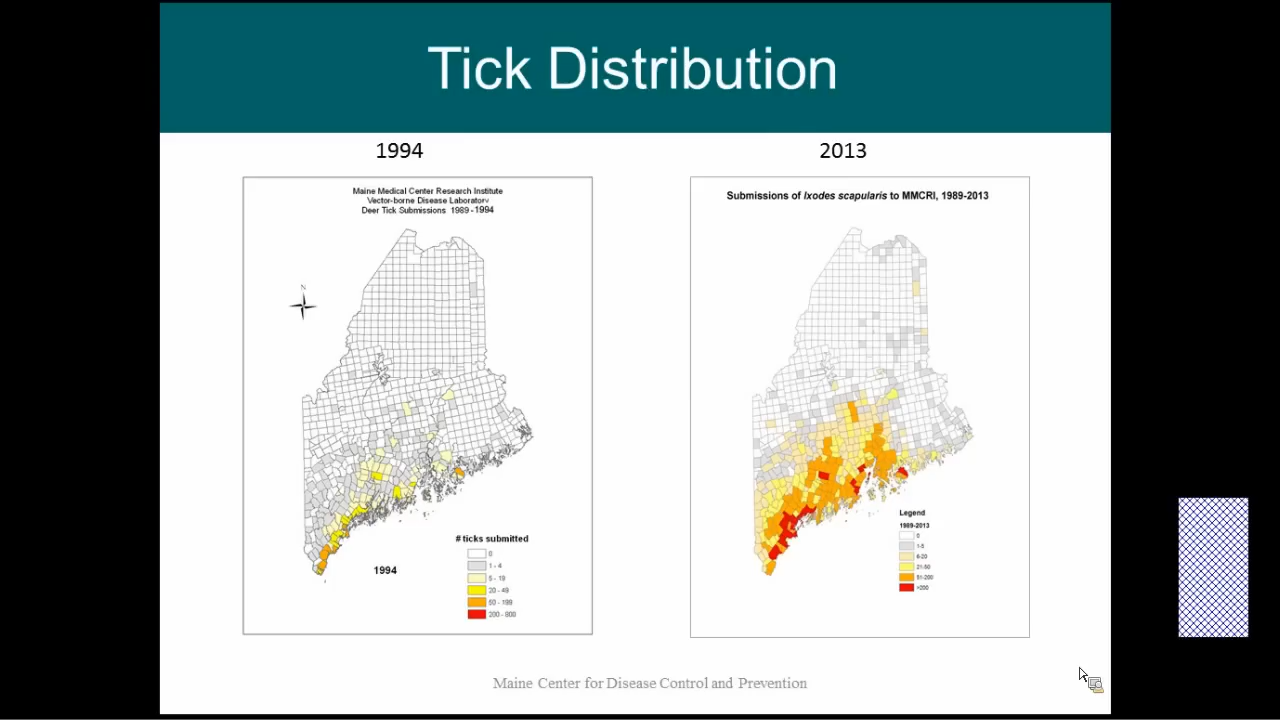 Tick Distribution
1994
2013
Maine Medical Center Research Institute
Vector-borne Disease Laboratory
Deer Tick Submissions 1989 - 1994
N
# ticks submitted
0
1 - 4
5 - 19
20 - 49
50 - 199
200 - 800
1994
Submissions of Ixodes scapularis to MMCRI, 1989-2013
Legend
1989-2013
0
1-5
6-20
21-50
51-200
>200
Maine Center for Disease Control and Prevention